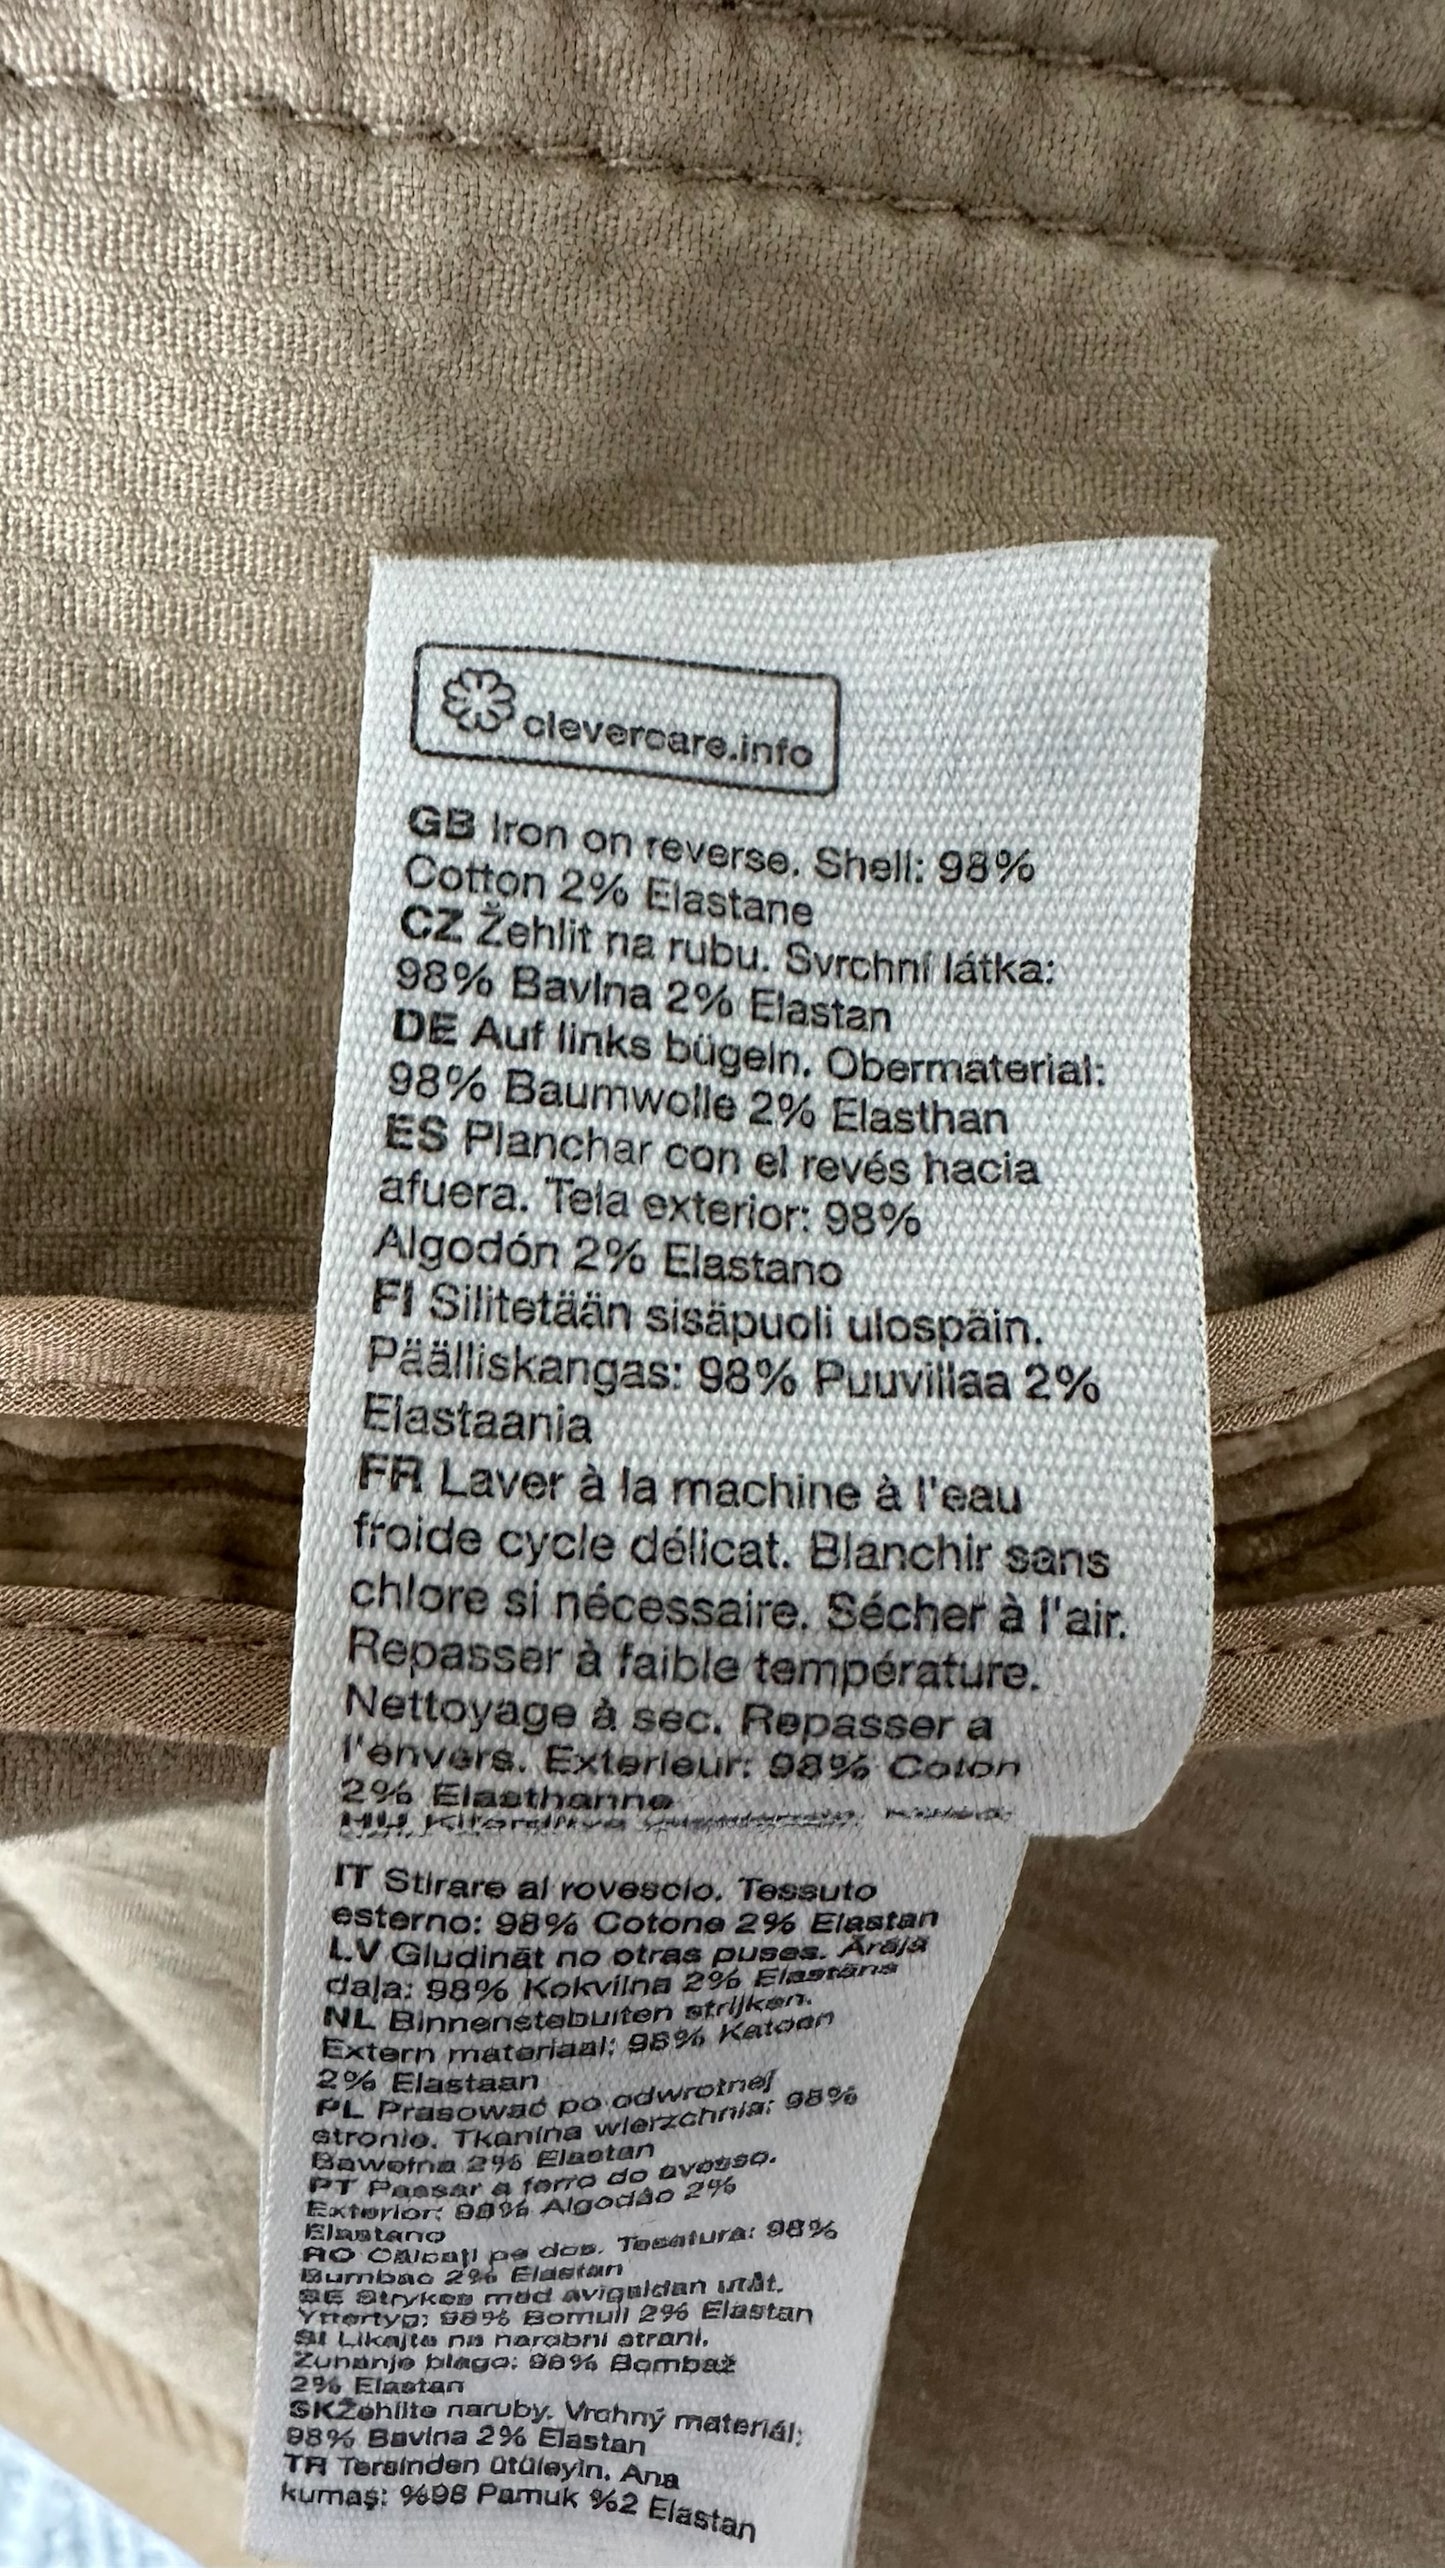 clevercare.info
GB Iron on reverse. Shell: 98%
Cotton 2% Elastane
CZ Žehlit na rubu. Svrchní látka:
98% Bavlna 2% Elastan
DE Auf links bügeln. Obermaterial:
98% Baumwolle 2% Elasthan
ES Planchar con el revés hacia
afuera. Tela exterior: 98%
Algodón 2% Elastano
FI Silitetään sisäpuoli ulospäin.
Päälliskangas: 98% Puuvillaa 2%
Elastaania
FR Laver à la machine à l'eau
froide cycle délicat. Blanchir sans
chlore si nécessaire. Sécher à l'air.
Repasser à faible température.
Nettoyage à sec. Repasser a
l'envers. Exterieur: 98% Coton
2% Elasthanne
HU
IT Stirare al rovescio. Tessuto
esterno: 98% Cotone 2% Elastan
LV Gludināt no otras puses. Ārējā
daļa: 98% Kokvilna 2% Elastāns
NL Binnenstebuiten strijken.
Extern materiaal: 98% Katoen
2% Elastaan
PL Prasować po odwrotnej
stronie. Tkanina wierzchnia: 98%
Bawełna 2% Elastan
PT Passar a ferro do avesso.
Exterior: 98% Algodão 2%
Elastano
RO Călcaţi pe dos. Ţesatura: 98%
Bumbac 2% Elastan
SE Strykes med avigsidan utåt.
Yttertyg: 98% Bomull 2% Elastan
SI Likajte na narobni strani.
Zunanje blago: 98% Bombaž
2% Elastan
SKŽehlite naruby. Vrchný materiál:
98% Bavlna 2% Elastan
TR Tersinden ütüleyin. Ana
kumaş: %98 Pamuk %2 Elastan